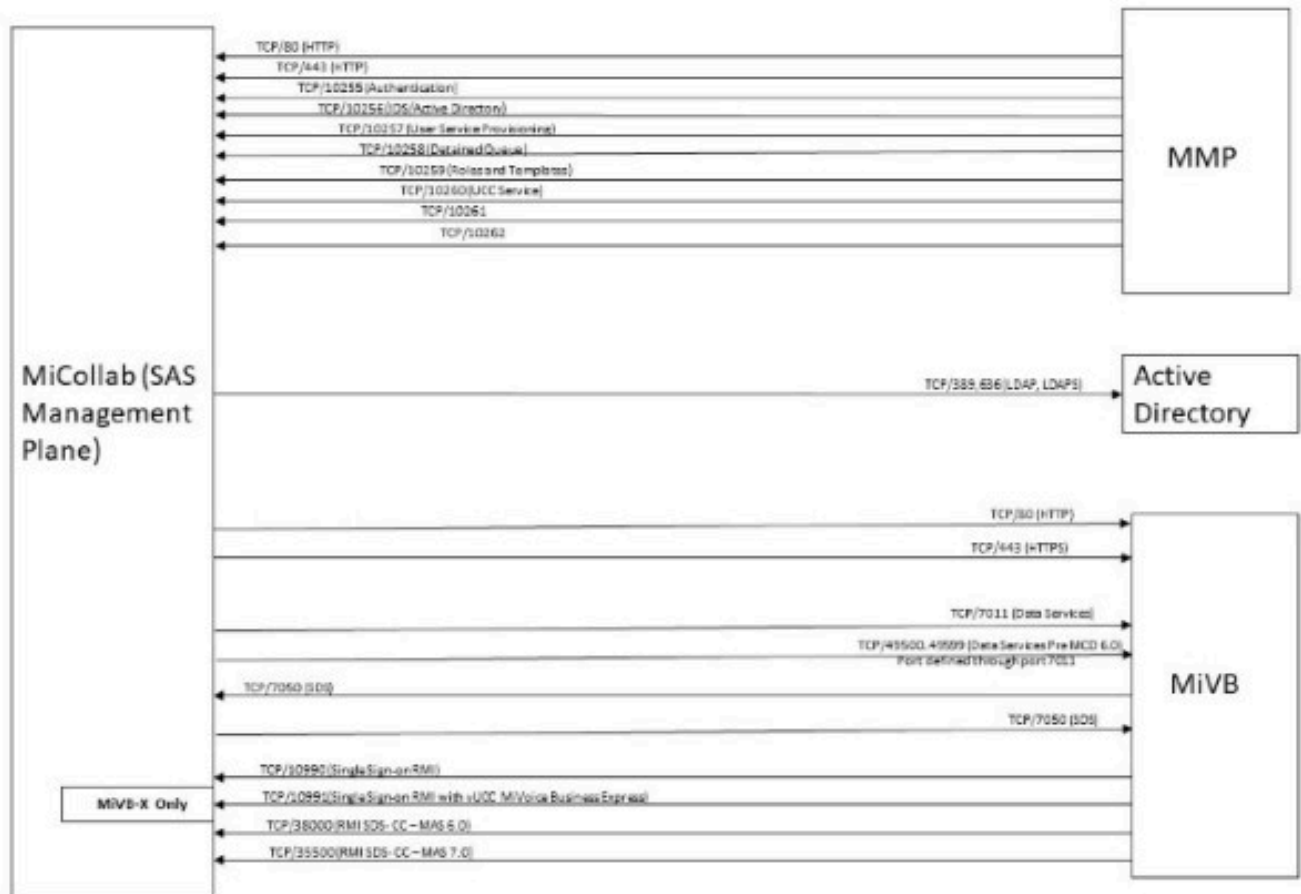 TCP/80 (HTTP)
TCP/443 (HTTP)
TCP/10255 (Authentication)
TCP/10256 (IDS/Active Directory)
TCP/10257 (User Service Provisioning)
TCP/10258 (Detained Queue)
TCP/10259 (Roles and Templates)
TCP/10260 (UCC Service)
TCP/10261
TCP/10262
MMP
MiCollab (SAS
Management
Plane)
TCP/389,636 (LDAP, LDAPS)
Active
Directory
TCP/80 (HTTP)
TCP/443 (HTTPS)
TCP/7011 (Data Services)
TCP/49500, 49599 (Data Services Pre MCD 6.0)
Port defined through port 7011
MiVB
TCP/7050 (SDS)
TCP/7050 (SDS)
TCP/10990 (Single Sign-on RMI)
MiVB-X Only
TCP/10991 (Single Sign-on RMI with vUCC MiVoice Business Express)
TCP/38000 (RMI SDS- CC – MAS 6.0)
TCP/35500 (RMI SDS- CC – MAS 7.0)